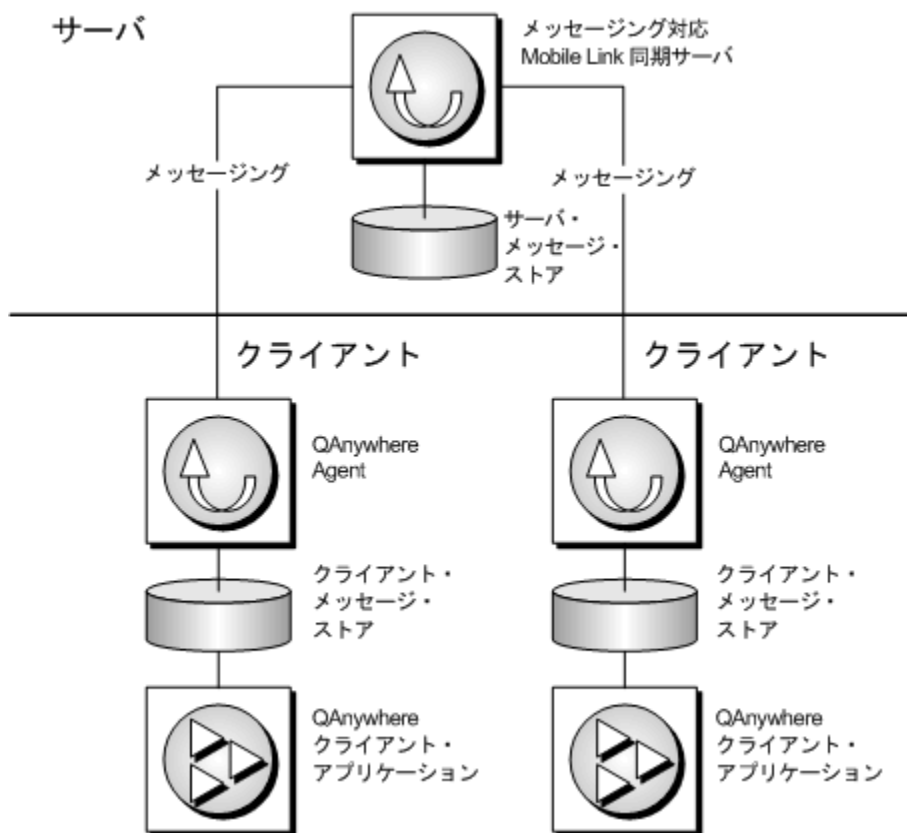 サーバ
メッセージング対応
Mobile Link 同期サーバ
メッセージング
メッセージング
サーバ・
メッセージ・
ストア
クライアント
クライアント
QAnywhere
Agent
QAnywhere
Agent
クライアント・
メッセージ・
ストア
クライアント・
メッセージ・
ストア
QAnywhere
クライアント・
アプリケーション
QAnywhere
クライアント・
アプリケーション